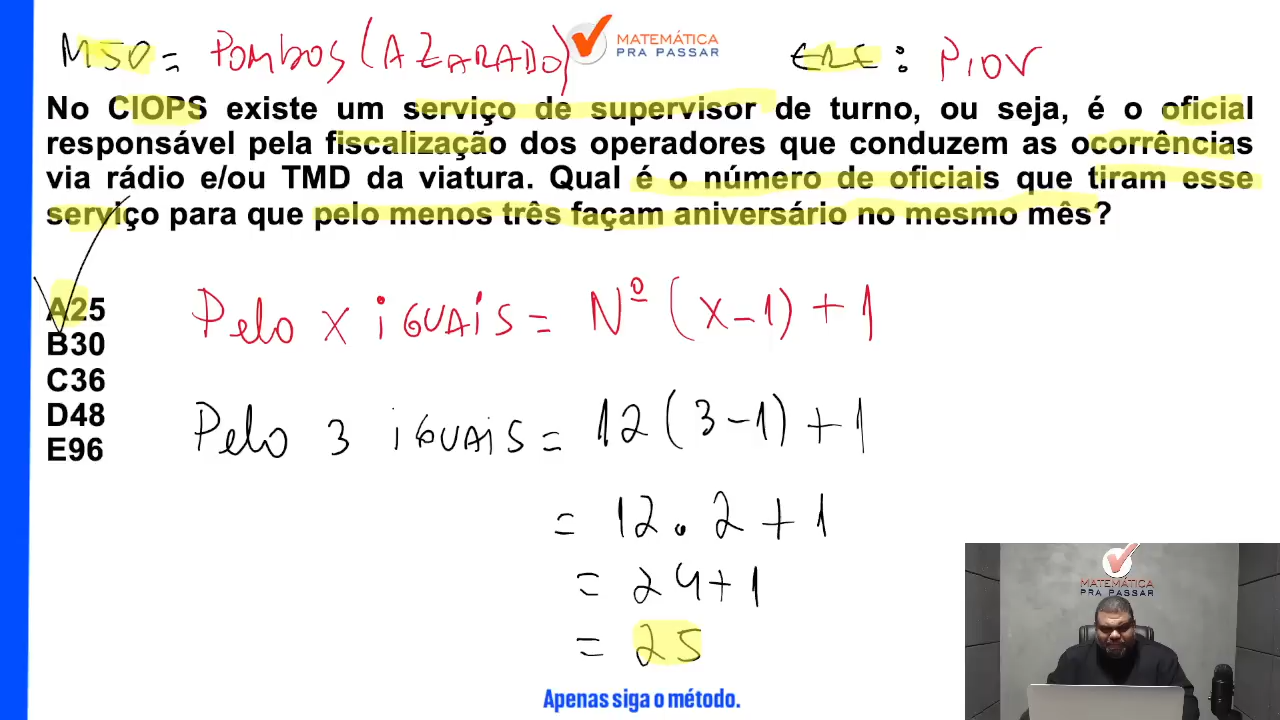 M50 = Pombos (AZARADO)
MATEMÁTICA
PRA PASSAR
: Pior
No CIOPS existe um serviço de supervisor de turno, ou seja, é o oficial
responsável pela fiscalização dos operadores que conduzem as ocorrências
via rádio e/ou TMD da viatura. Qual é o número de oficiais que tiram esse
serviço para que pelo menos três façam aniversário no mesmo mês?
A25
B30
C36
D48
E96
Pelo x iguais = Nº (x-1) + 1
Pelo 3 iguais = 12 (3-1) + 1
= 12 . 2 + 1
= 24+1
= 25
MATEMÁTICA
PRA PASSAR
Apenas siga o método.